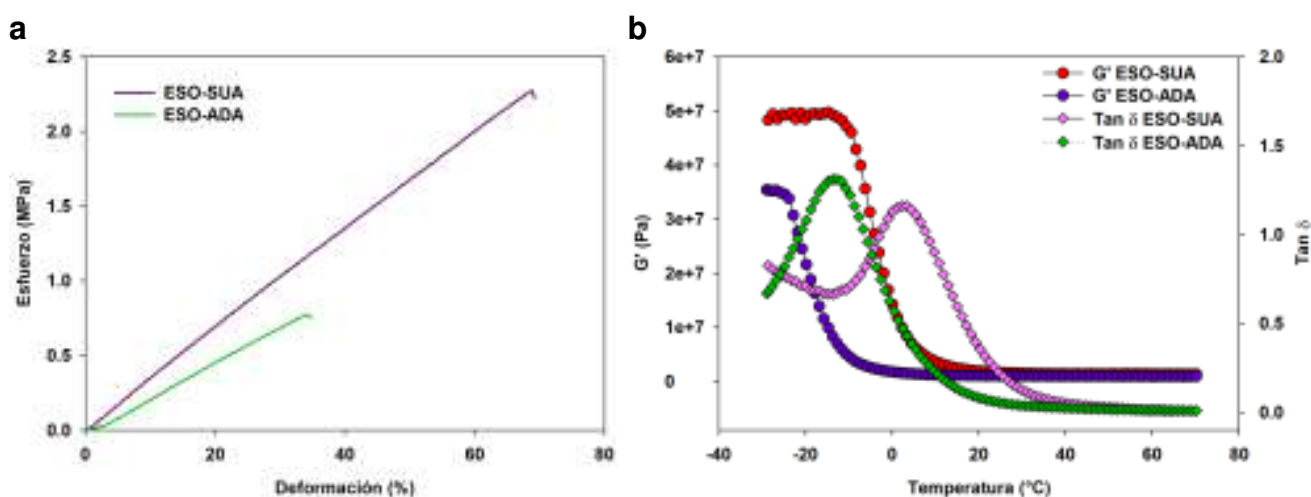 a
2.5
2.0
1.5
1.0
0.5
0.0
Esfuerzo (MPa)
ESO-SUA
ESO-ADA
0 20 40 60 80
Deformación (%)
b
6e+7
5e+7
4e+7
3e+7
2e+7
1e+7
0
G' (Pa)
G' ESO-SUA
G' ESO-ADA
Tan δ ESO-SUA
Tan δ ESO-ADA
2.0
1.5
1.0
0.5
0.0
Tan δ
-40 -20 0 20 40 60 80
Temperatura (°C)